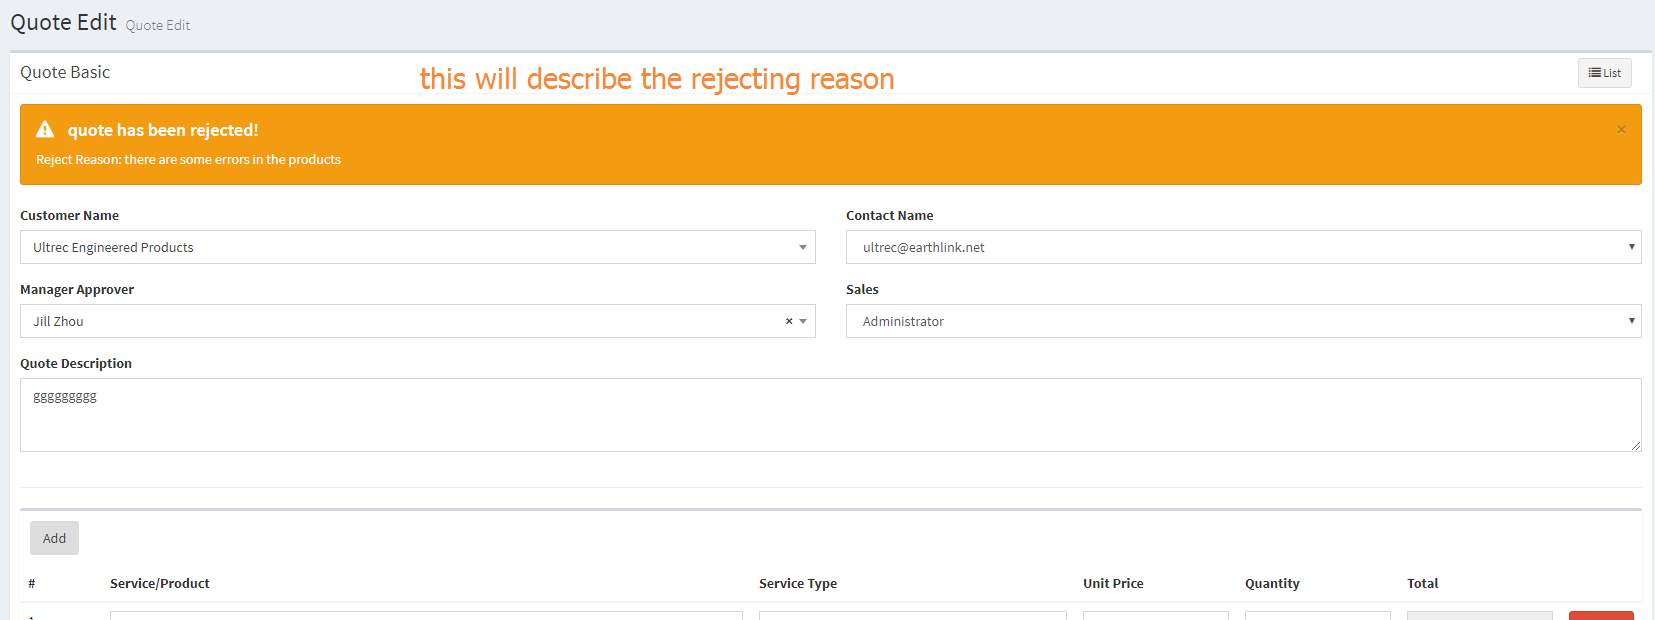 Quote Edit Quote Edit
Quote Basic
this will describe the rejecting reason
List
quote has been rejected!
×
Reject Reason: there are some errors in the products
Customer Name
Contact Name
Ultrec Engineered Products
ultrec@earthlink.net
Manager Approver
Sales
Jill Zhou
×
Administrator
Quote Description
ggggggggg
Add
# Service/Product Service Type Unit Price Quantity Total